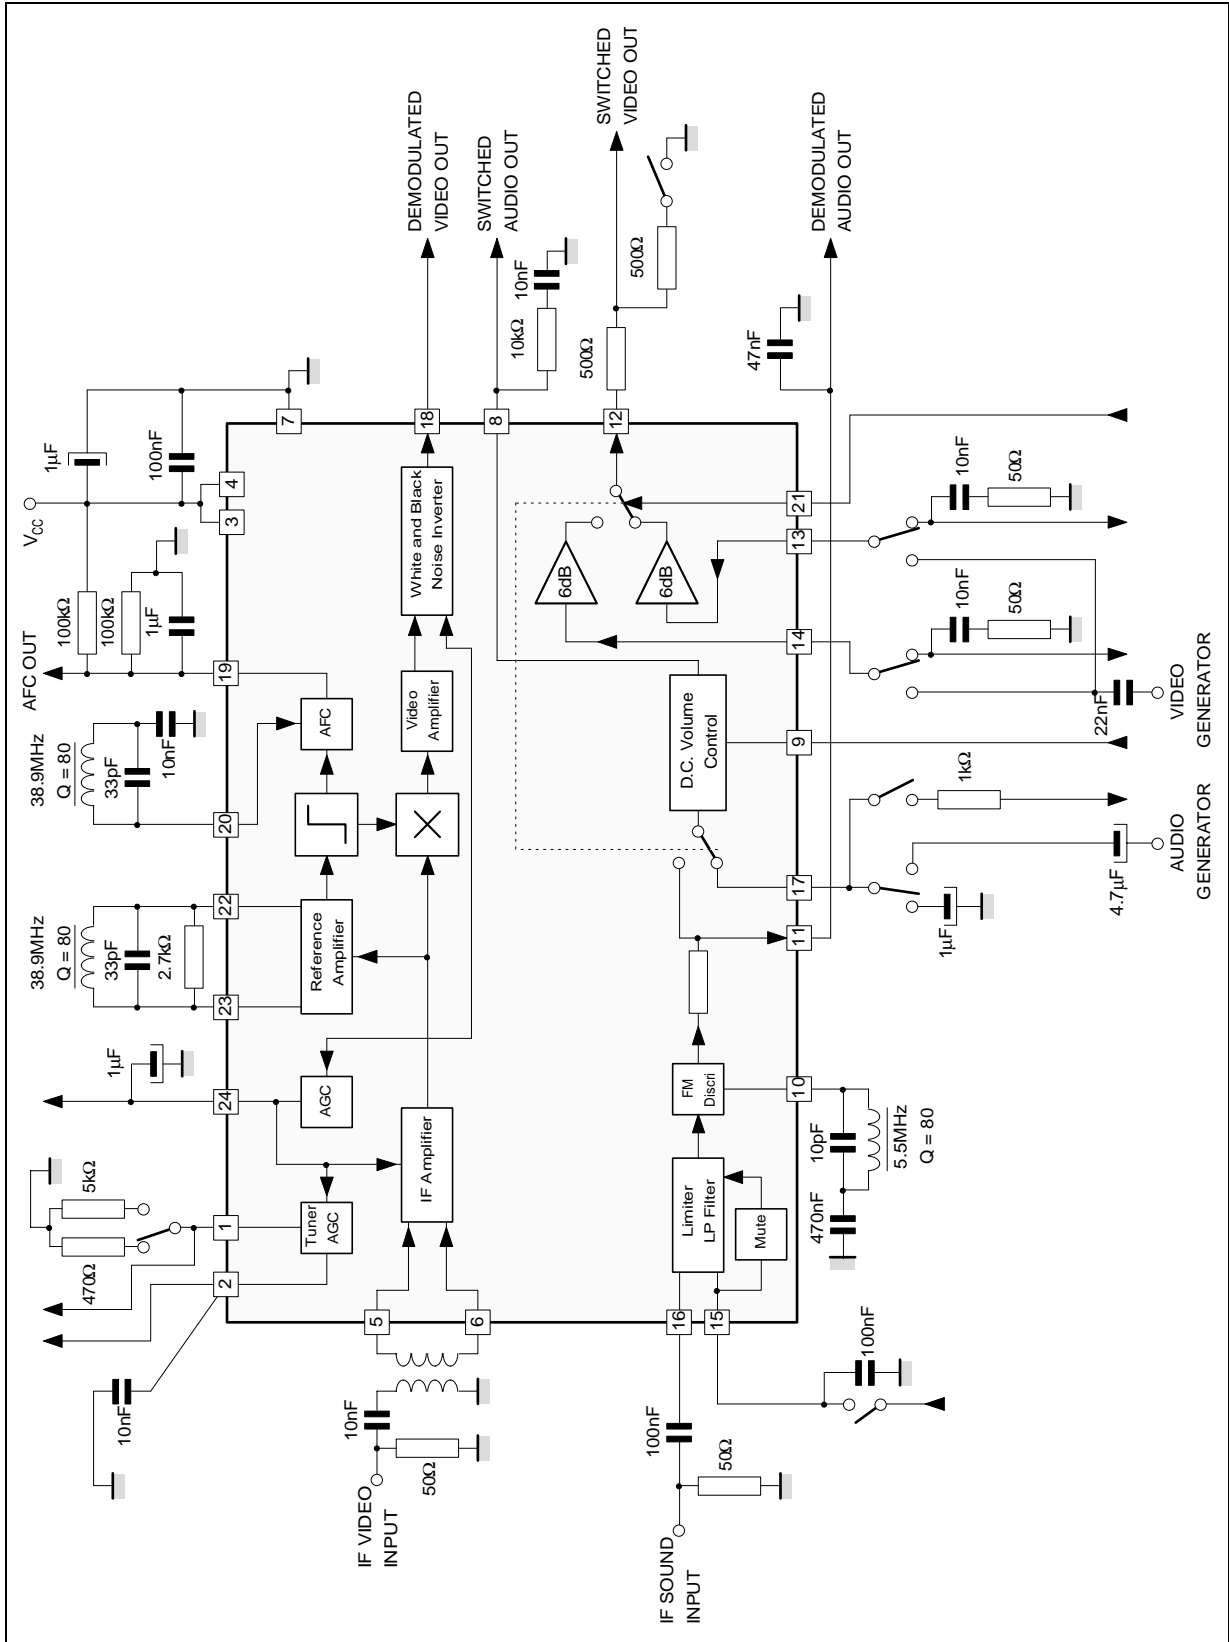 SWITCHED
VIDEO OUT
DEMODULATED
VIDEO OUT
SWITCHED
AUDIO OUT
DEMODULATED
AUDIO OUT
10nF
10kΩ
500Ω
500Ω
47nF
1μF
100nF
VCC
7
18
8
12
4
3
White and Black
Noise Inverter
6dB
6dB
21
13
10nF
50Ω
100kΩ
100kΩ
1μF
AFC OUT
19
AFC
Video
Amplifier
14
10nF
50Ω
22nF
VIDEO
GENERATOR
38.9MHz
Q = 80
33pF
10nF
20
D.C. Volume
Control
9
1kΩ
38.9MHz
Q = 80
33pF
2.7kΩ
22
23
Reference
Amplifier
17
11
1μF
4.7μF
AUDIO
GENERATOR
1μF
24
AGC
IF Amplifier
FM
Discri
10
10pF
5.5MHz
Q = 80
470nF
5kΩ
470Ω
1
2
Tuner
AGC
Limiter
LP Filter
Mute
10nF
5
6
16
15
10nF
50Ω
IF VIDEO
INPUT
100nF
50Ω
IF SOUND
INPUT
100nF